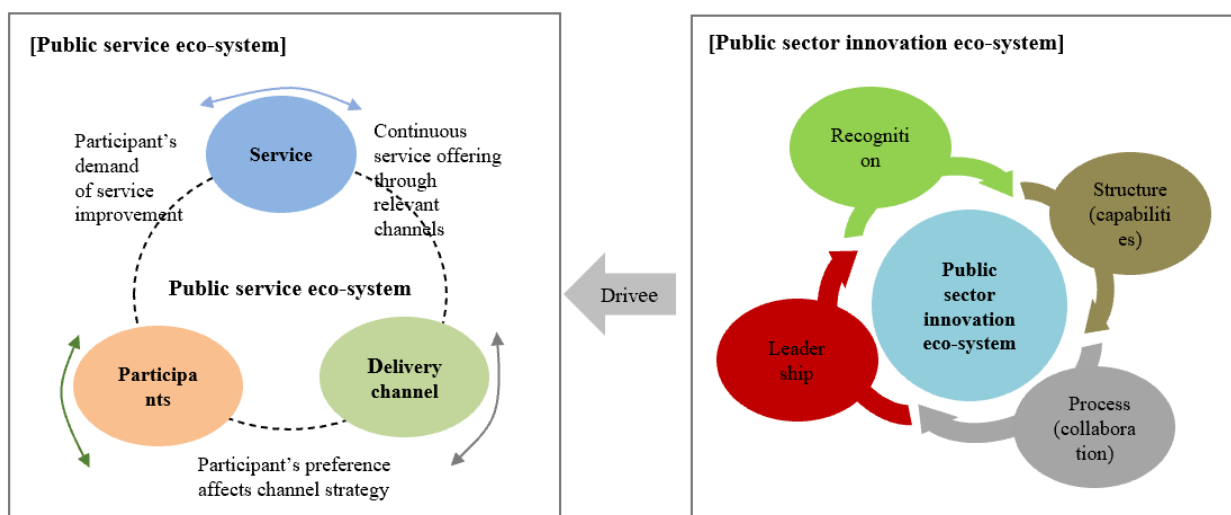 [Public service eco-system]
Service
Participant’s
demand
of service
improvement
Continuous
service offering
through
relevant
channels
Public service eco-system
Participa
nts
Delivery
channel
Participant’s preference
affects channel strategy
Drivee
[Public sector innovation eco-system]
Recogniti
on
Structure
(capabiliti
es)
Public
sector
innovation
eco-system
Leader
ship
Process
(collabora
tion)